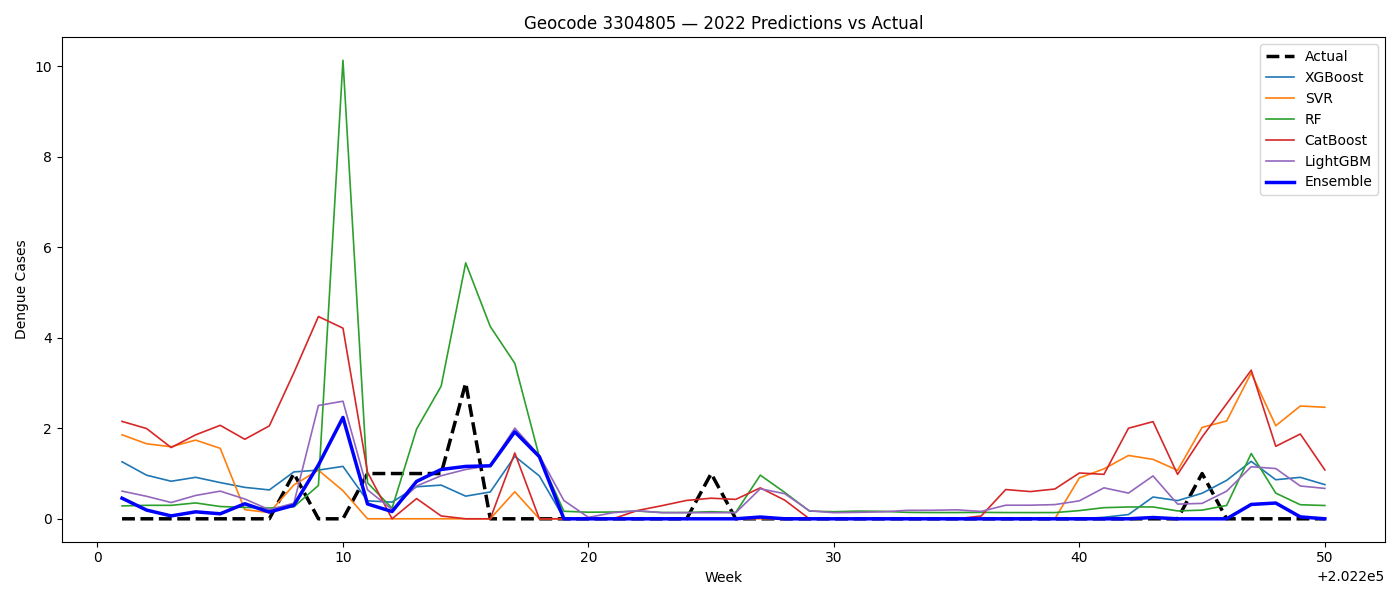 Geocode 3304805 — 2022 Predictions vs Actual
Dengue Cases
10
8
6
4
2
0
Actual
XGBoost
SVR
RF
CatBoost
LightGBM
Ensemble
0 10 20 30 40 50
Week
+2.022e5